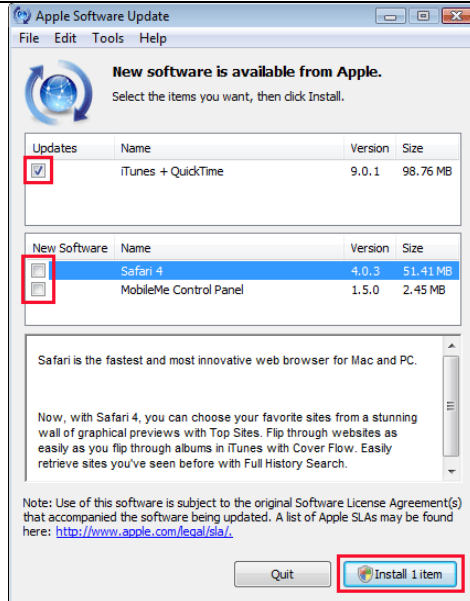 Apple Software Update
File Edit Tools Help
New software is available from Apple.
Select the items you want, then click Install.
Updates Name Version Size
iTunes + QuickTime 9.0.1 98.76 MB
New Software Name Version Size
Safari 4 4.0.3 51.41 MB
MobileMe Control Panel 1.5.0 2.45 MB
Safari is the fastest and most innovative web browser for Mac and PC.
Now, with Safari 4, you can choose your favorite sites from a stunning
wall of graphical previews with Top Sites. Flip through websites as
easily as you flip through albums in iTunes with Cover Flow. Easily
retrieve sites you've seen before with Full History Search.
Note: Use of this software is subject to the original Software License Agreement(s)
that accompanied the software being updated. A list of Apple SLAs may be found
here: http://www.apple.com/legal/sla/.
Quit Install 1 item